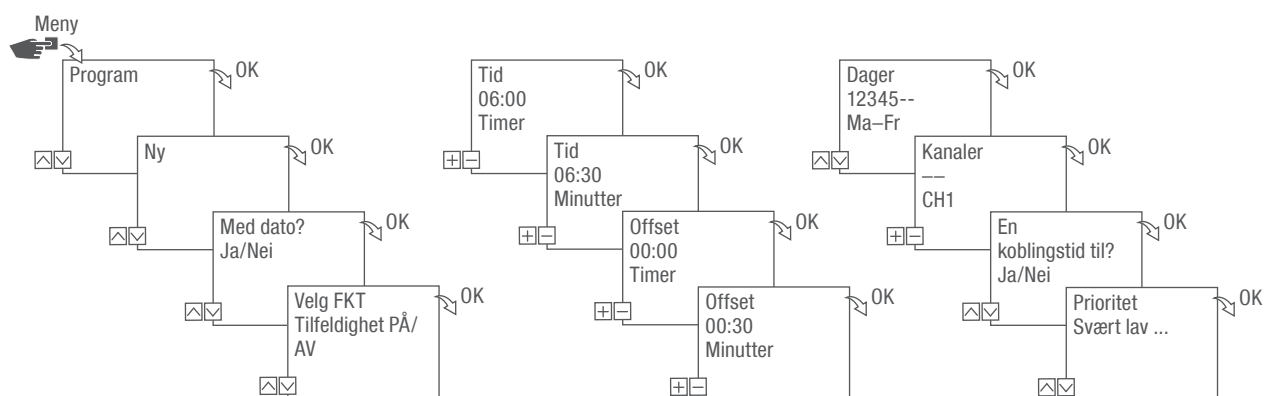 Meny
Program
OK
Ny
OK
Med dato?
Ja/Nei
OK
Velg FKT
Tilfeldighet PÅ/
AV
OK
Tid
06:00
Timer
OK
Tid
06:30
Minutter
OK
Offset
00:00
Timer
OK
Offset
00:30
Minutter
OK
Dager
12345--
Ma–Fr
OK
Kanaler
––
CH1
OK
En
koblingstid til?
Ja/Nei
OK
Prioritet
Svært lav ...
OK